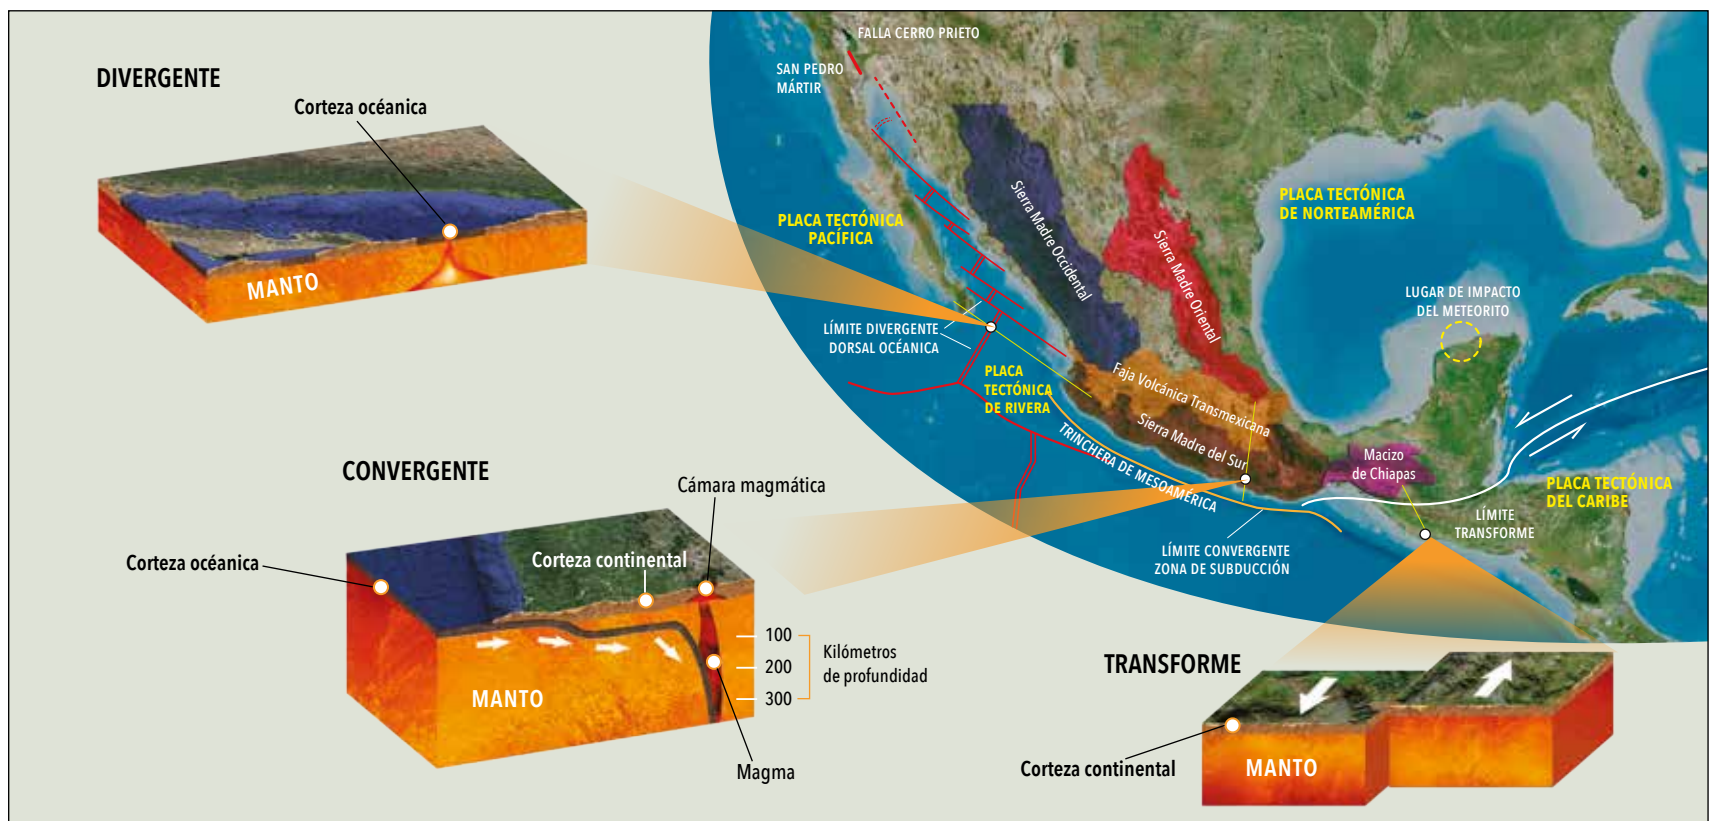 DIVERGENTE
Corteza océanica
MANTO
CONVERGENTE
Cámara magmática
Corteza océanica
Corteza continental
100
200
300
Kilómetros
de profundidad
MANTO
Magma
FALLA CERRO PRIETO
SAN PEDRO
MÁRTIR
PLACA TECTÓNICA
PACÍFICA
Sierra Madre Occidental
Sierra Madre Oriental
PLACA TECTÓNICA
DE NORTEAMÉRICA
LUGAR DE IMPACTO
DEL METEORITO
LÍMITE DIVERGENTE
DORSAL OCÉANICA
PLACA
TECTÓNICA
DE RIVERA
Faja Volcánica Transmexicana
Sierra Madre del Sur
TRINCHERA DE MESOAMÉRICA
Macizo
de Chiapas
PLACA TECTÓNICA
DEL CARIBE
LÍMITE
TRANSFORME
LÍMITE CONVERGENTE
ZONA DE SUBDUCCIÓN
TRANSFORME
Corteza continental
MANTO